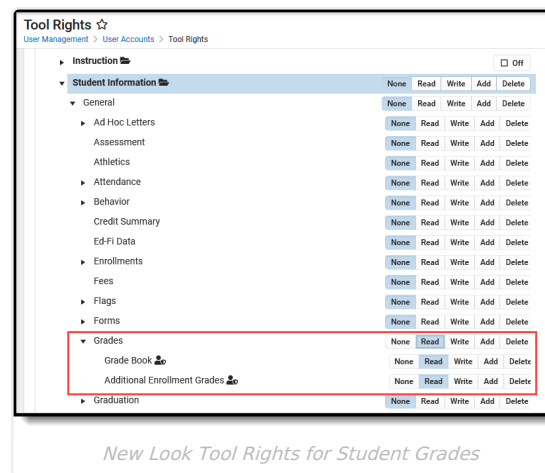 Tool Rights
User Management > User Accounts > Tool Rights
Instruction Off
Student Information None Read Write Add Delete
General None Read Write Add Delete
Ad Hoc Letters None Read Write Add Delete
Assessment None Read Write Add Delete
Athletics None Read Write Add Delete
Attendance None Read Write Add Delete
Behavior None Read Write Add Delete
Credit Summary None Read Write Add Delete
Ed-Fi Data None Read Write Add Delete
Enrollments None Read Write Add Delete
Fees None Read Write Add Delete
Flags None Read Write Add Delete
Forms None Read Write Add Delete
Grades None Read Write Add Delete
Grade Book None Read Write Add Delete
Additional Enrollment Grades None Read Write Add Delete
Graduation None Read Write Add Delete
New Look Tool Rights for Student Grades